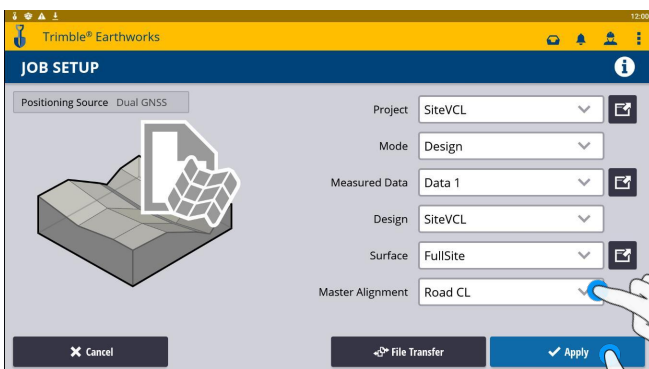 12:00
Trimble® Earthworks
JOB SETUP
Positioning Source Dual GNSS
Project SiteVCL
Mode Design
Measured Data Data 1
Design SiteVCL
Surface FullSite
Master Alignment Road CL
Cancel
File Transfer
Apply